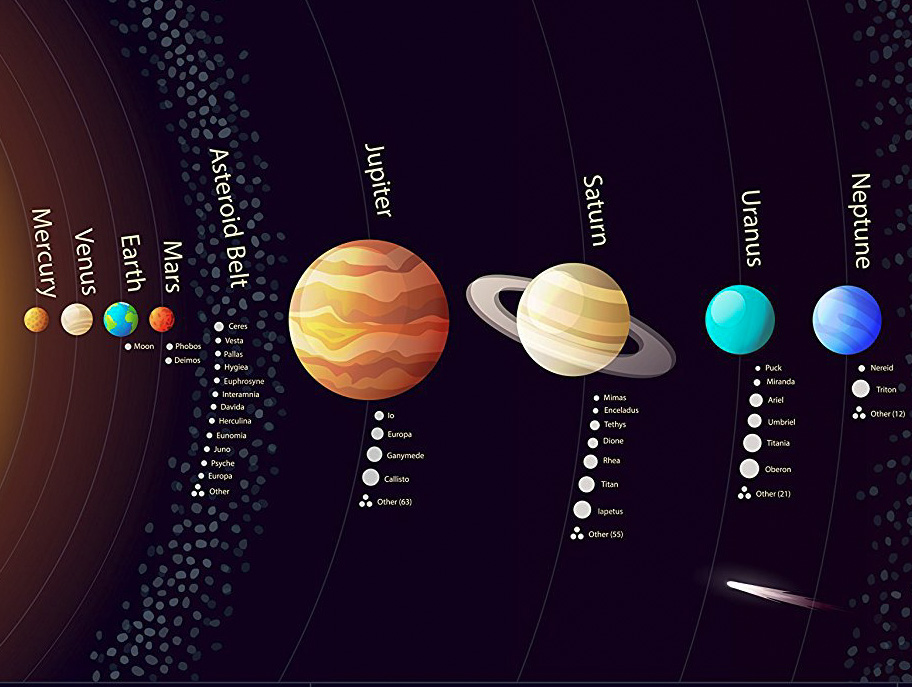 Mercury
Venus
Earth
Moon
Mars
Phobos
Deimos
Asteroid Belt
Ceres
Vesta
Pallas
Hygiea
Euphrosyne
Interamnia
Davida
Herculina
Eunomia
Juno
Psyche
Europa
Other
Jupiter
Io
Europa
Ganymede
Callisto
Other (63)
Saturn
Mimas
Enceladus
Tethys
Dione
Rhea
Titan
Iapetus
Other (55)
Uranus
Puck
Miranda
Ariel
Umbriel
Titania
Oberon
Other (21)
Neptune
Nereid
Triton
Other (12)